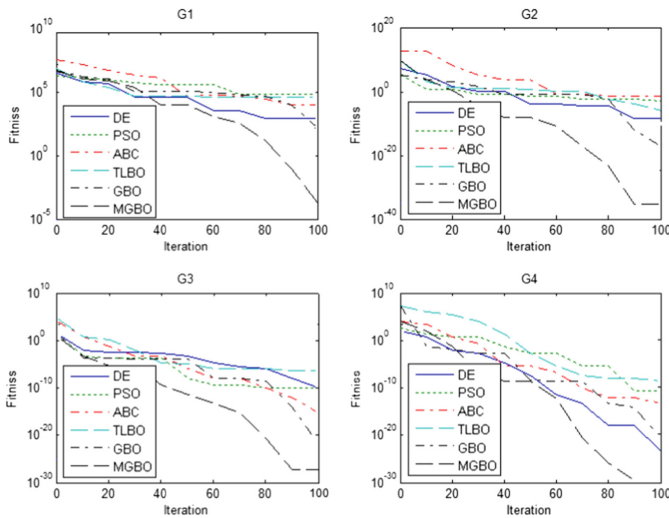 G1
10^10
10^5
10^0
10^-5
Fitniss
DE
PSO
ABC
TLBO
GBO
MGBO
0 20 40 60 80 100
Iteration
G2
10^20
10^0
10^-20
10^-40
Fitniss
DE
PSO
ABC
TLBO
GBO
MGBO
0 20 40 60 80 100
Iteration
G3
10^10
10^0
10^-10
10^-20
10^-30
Fitniss
DE
PSO
ABC
TLBO
GBO
MGBO
0 20 40 60 80 100
Iteration
G4
10^10
10^0
10^-10
10^-20
10^-30
Fitniss
DE
PSO
ABC
TLBO
GBO
MGBO
0 20 40 60 80 100
Iteration